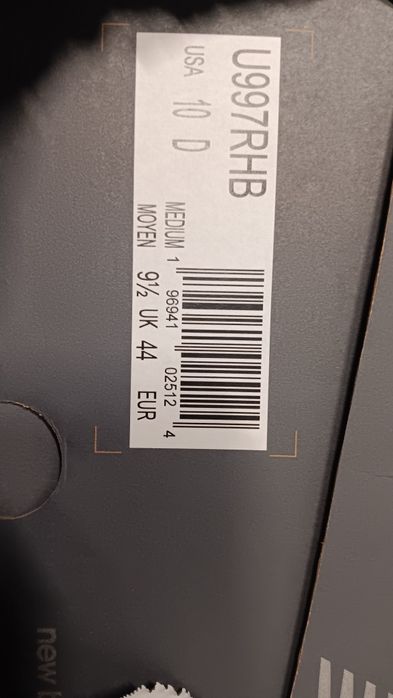 U997RHB
USA 10 D
MEDIUM
MOYEN 9½ UK 44 EUR
1 96941 02512 4
new